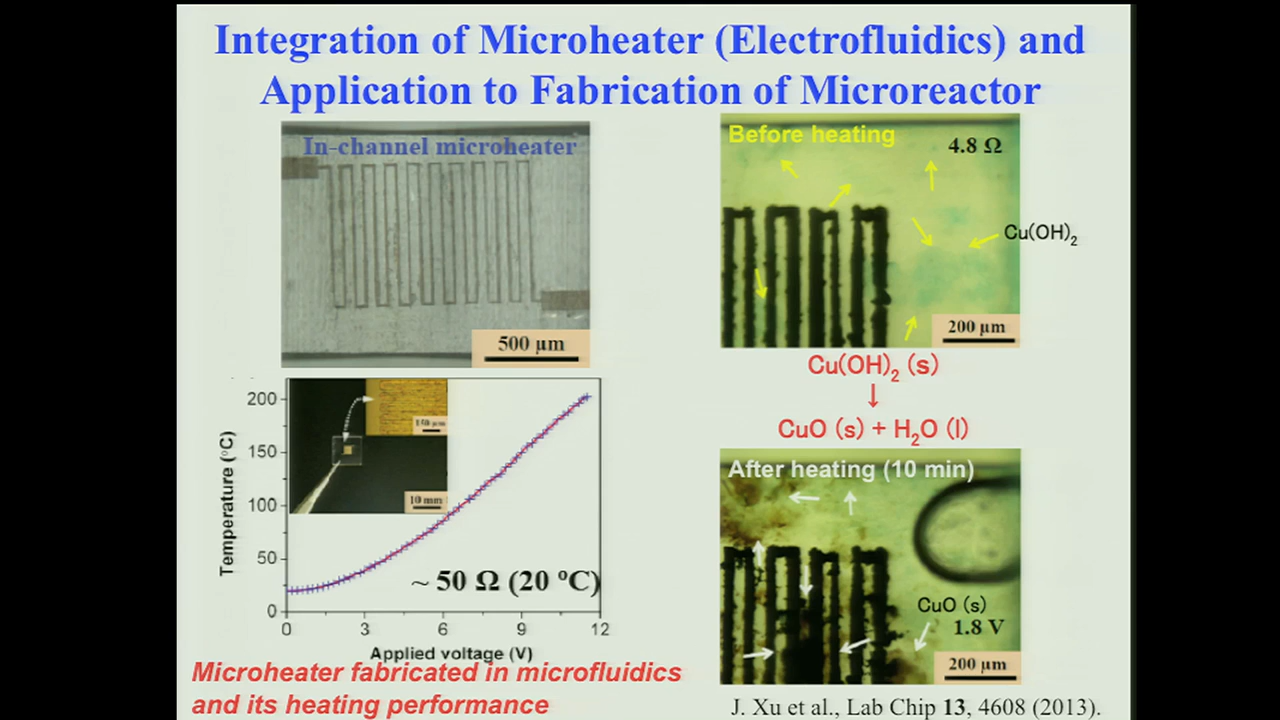 Integration of Microheater (Electrofluidics) and
Application to Fabrication of Microreactor
In-channel microheater
500 µm
Temperature (°C)
200
150
100
50
0
150 µm
10 mm
~ 50 Ω (20 ºC)
0 3 6 9 12
Applied voltage (V)
Microheater fabricated in microfluidics
and its heating performance
Before heating
4.8 Ω
Cu(OH)₂
200 µm
Cu(OH)₂ (s)
↓
CuO (s) + H₂O (l)
After heating (10 min)
CuO (s)
1.8 V
200 µm
J. Xu et al., Lab Chip 13, 4608 (2013).